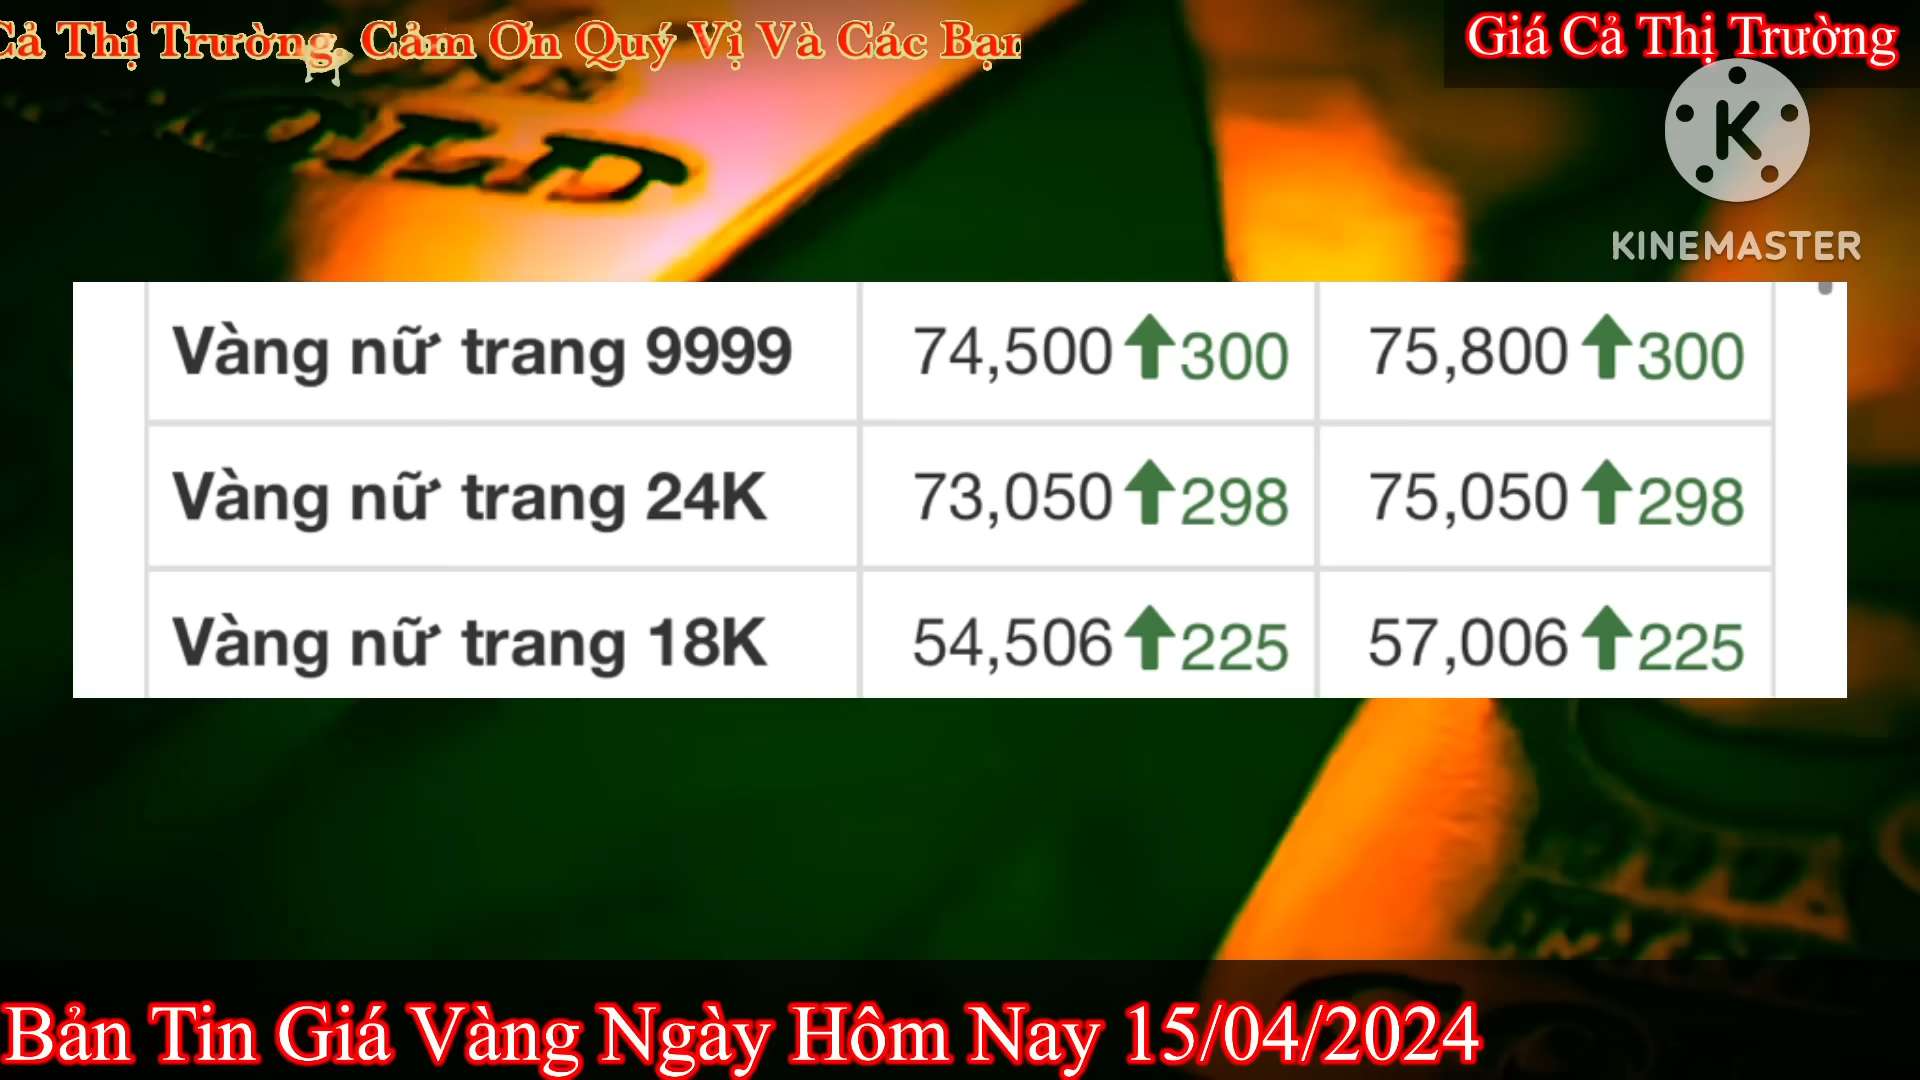 Cả Thị Trường, Cảm Ơn Quý Vị Và Các Bạn
Giá Cả Thị Trường
OLD
K
KINEMASTER
Vàng nữ trang 9999 74,500 300 75,800 300
Vàng nữ trang 24K 73,050 298 75,050 298
Vàng nữ trang 18K 54,506 225 57,006 225
Bản Tin Giá Vàng Ngày Hôm Nay 15/04/2024